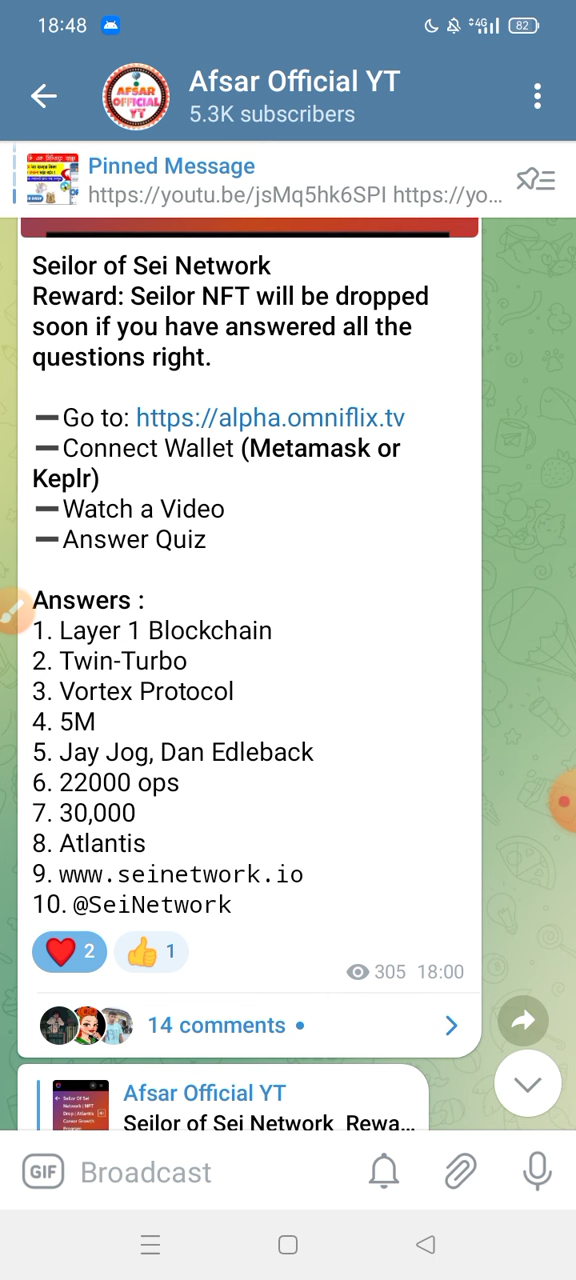 18:48
4G
82
AFSAR
OFFICIAL
YT
Afsar Official YT
5.3K subscribers
Pinned Message
https://youtu.be/jsMq5hk6SPI https://yo...
Seilor of Sei Network
Reward: Seilor NFT will be dropped
soon if you have answered all the
questions right.
➖Go to: https://alpha.omniflix.tv
➖Connect Wallet (Metamask or
Keplr)
➖Watch a Video
➖Answer Quiz
Answers :
1. Layer 1 Blockchain
2. Twin-Turbo
3. Vortex Protocol
4. 5M
5. Jay Jog, Dan Edleback
6. 22000 ops
7. 30,000
8. Atlantis
9. www.seinetwork.io
10. @SeiNetwork
2
1
305 18:00
14 comments
Afsar Official YT
Seilor of Sei Network Rewa...
GIF
Broadcast